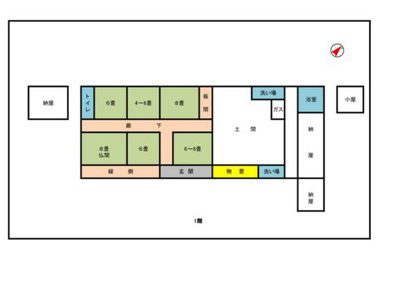 納屋
トイレ
6畳
4～6畳
8畳
板間
洗い場
ガス
浴室
小屋
廊下
土間
納屋
8畳
仏間
6畳
6～8畳
縁側
玄関
物置
洗い場
納屋
1階